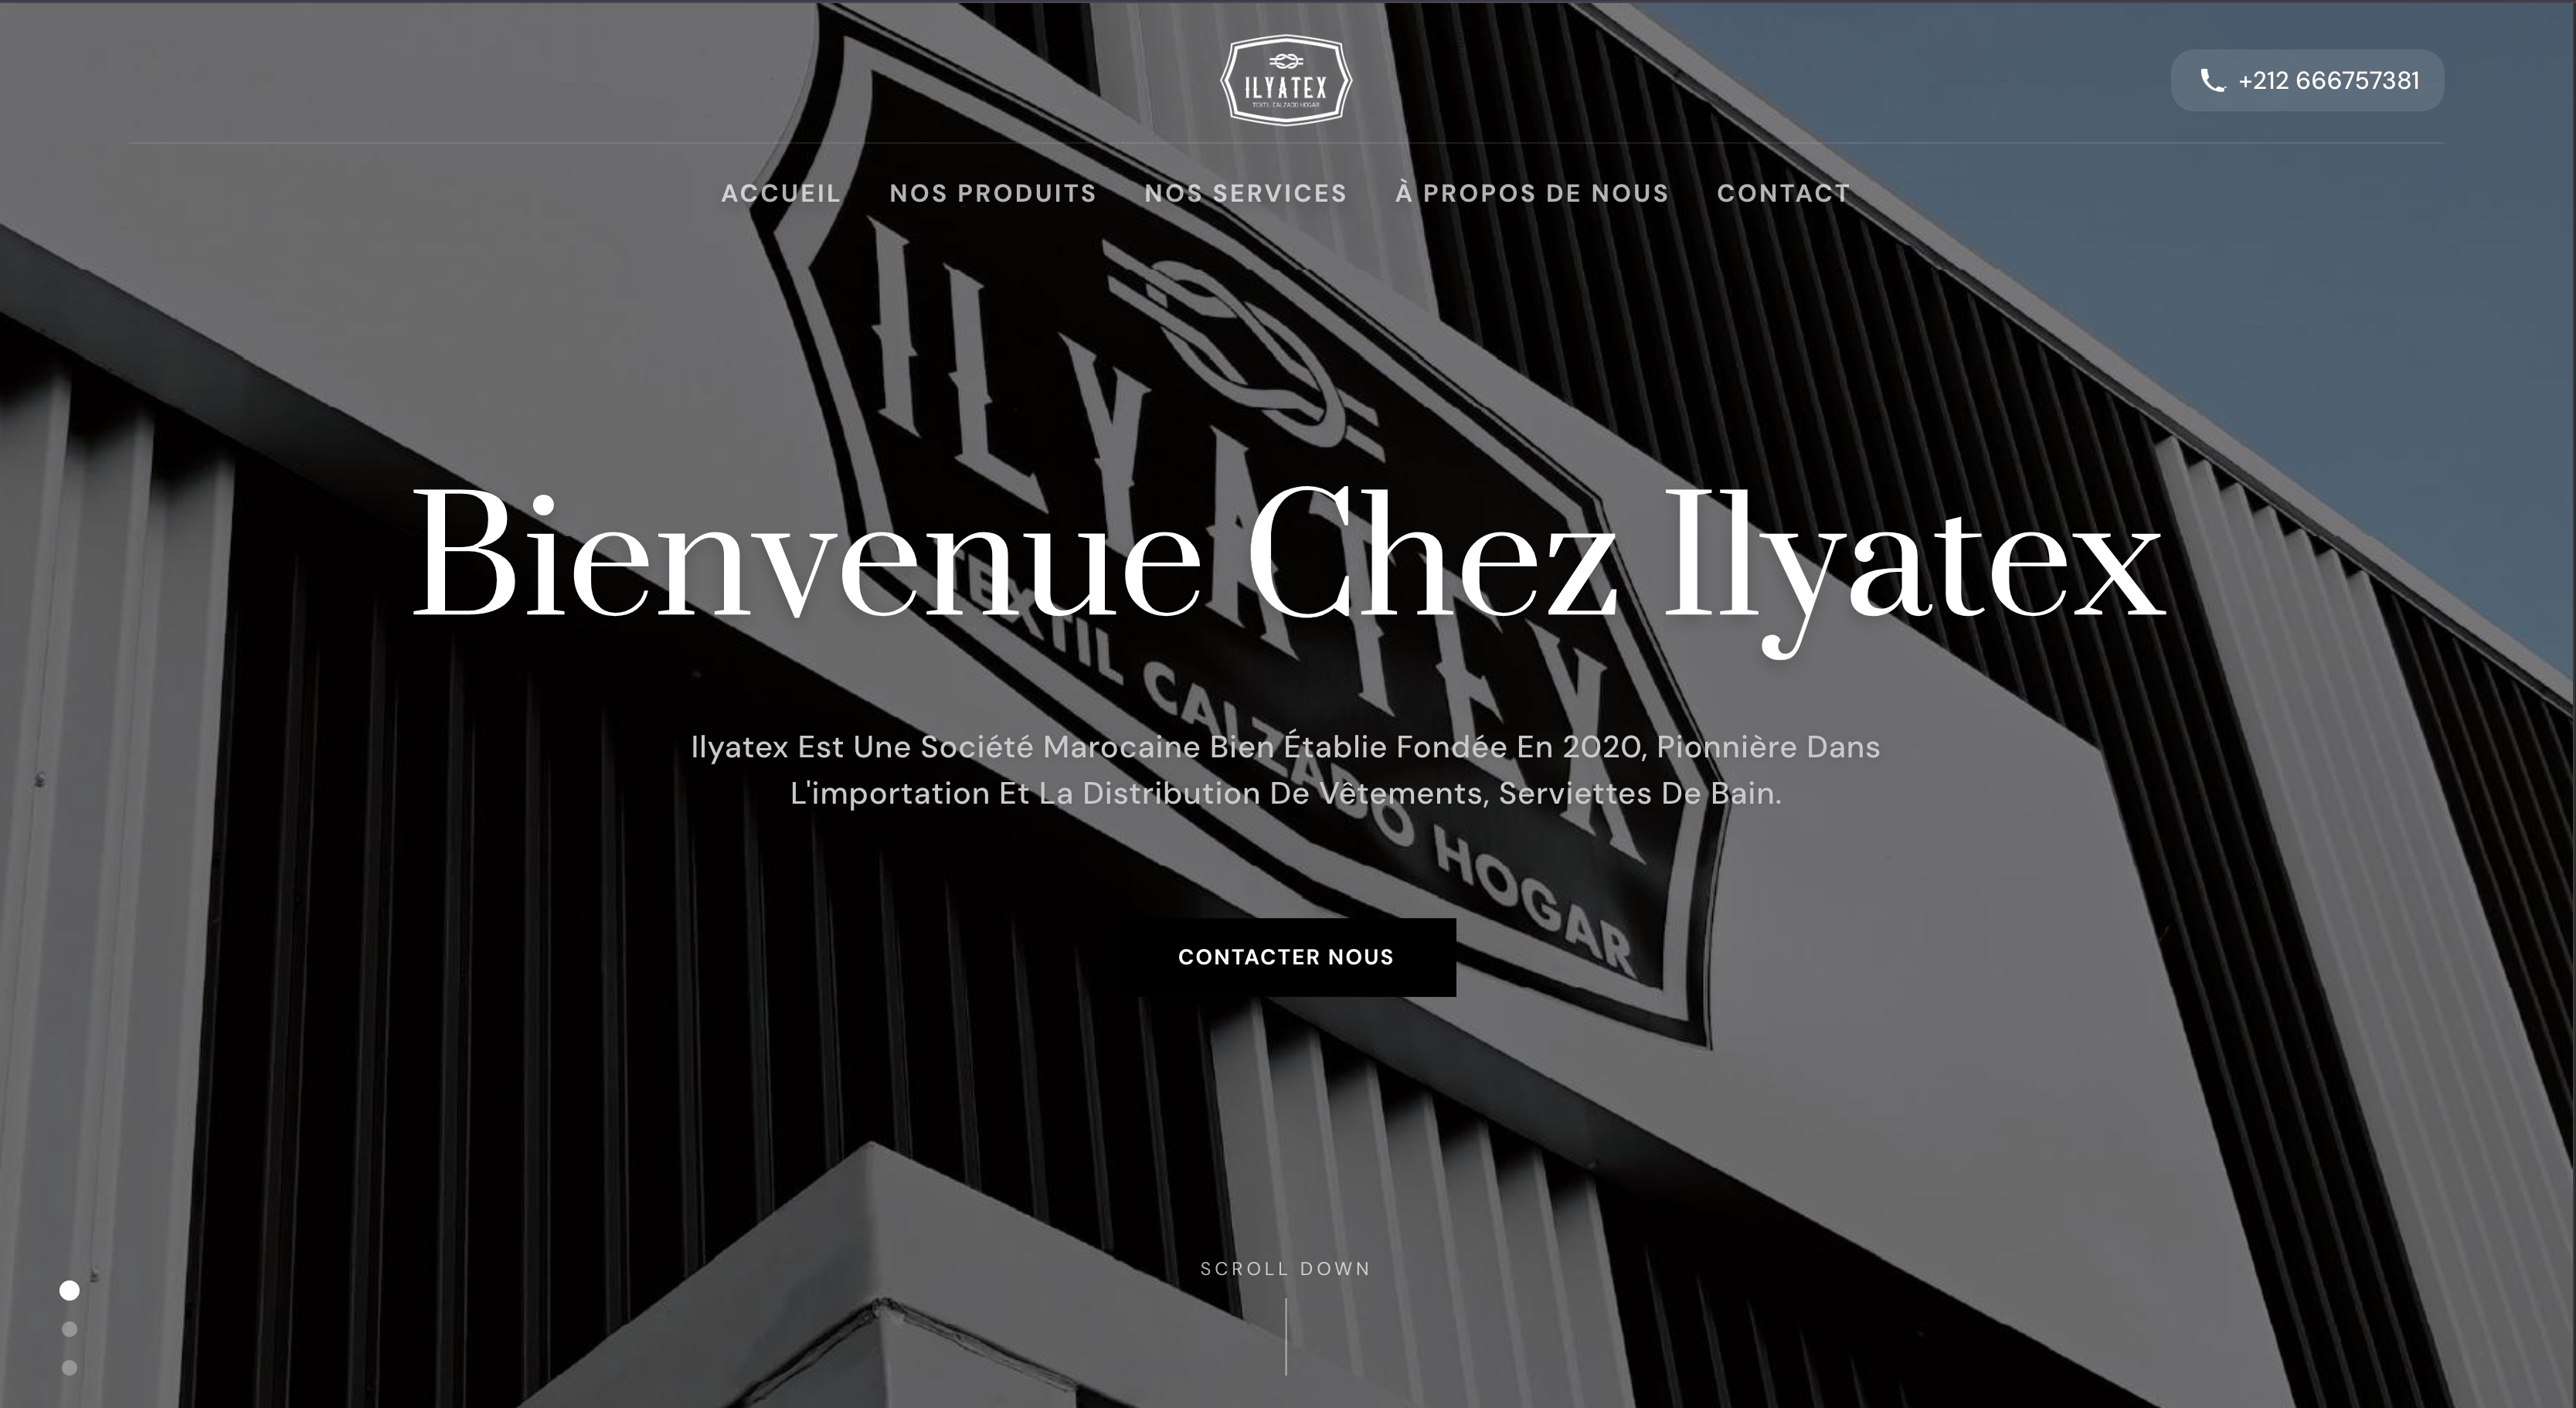 ILYATEX
TEXTIL CALZADO HOGAR
+212 666757381
ACCUEIL NOS PRODUITS NOS SERVICES À PROPOS DE NOUS CONTACT
ILYATEX
TEXTIL CALZADO HOGAR
Bienvenue Chez Ilyatex
Ilyatex Est Une Société Marocaine Bien Établie Fondée En 2020, Pionnière Dans
L'importation Et La Distribution De Vêtements, Serviettes De Bain.
CONTACTER NOUS
SCROLL DOWN